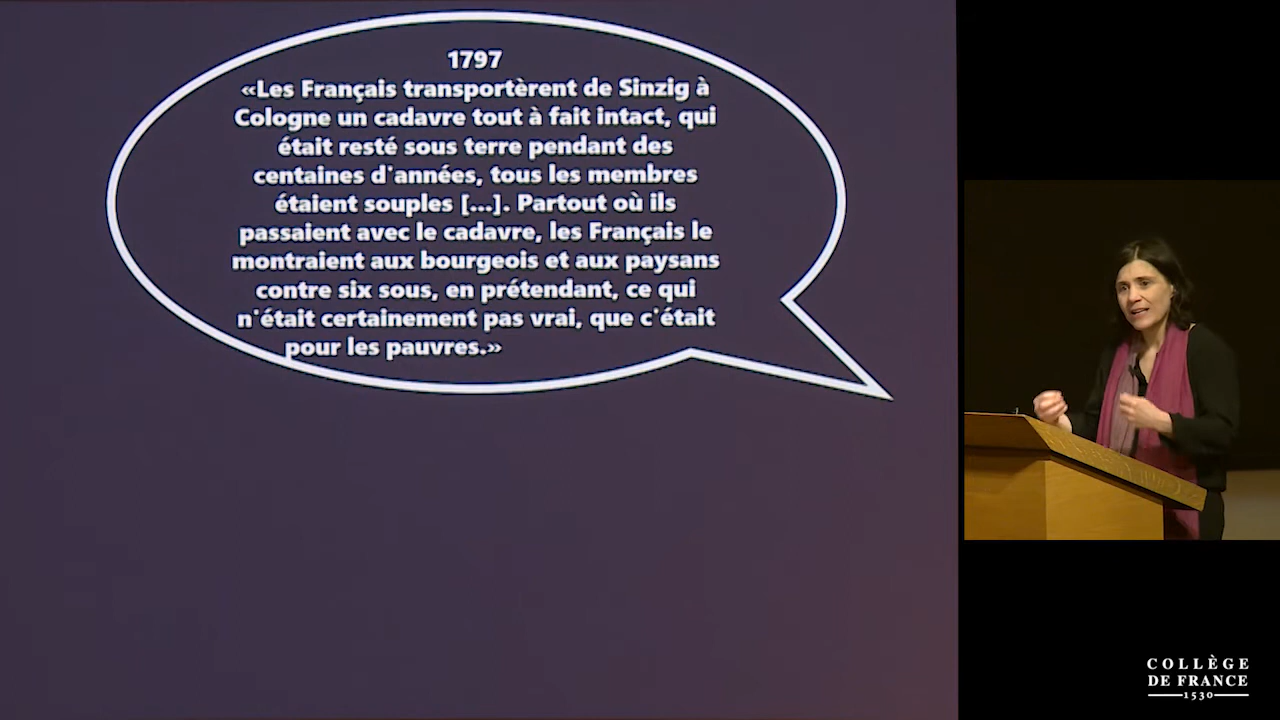 1797
«Les Français transportèrent de Sinzig à
Cologne un cadavre tout à fait intact, qui
était resté sous terre pendant des
centaines d'années, tous les membres
étaient souples [...]. Partout où ils
passaient avec le cadavre, les Français le
montraient aux bourgeois et aux paysans
contre six sous, en prétendant, ce qui
n'était certainement pas vrai, que c'était
pour les pauvres.»
COLLÈGE
DE FRANCE
1530